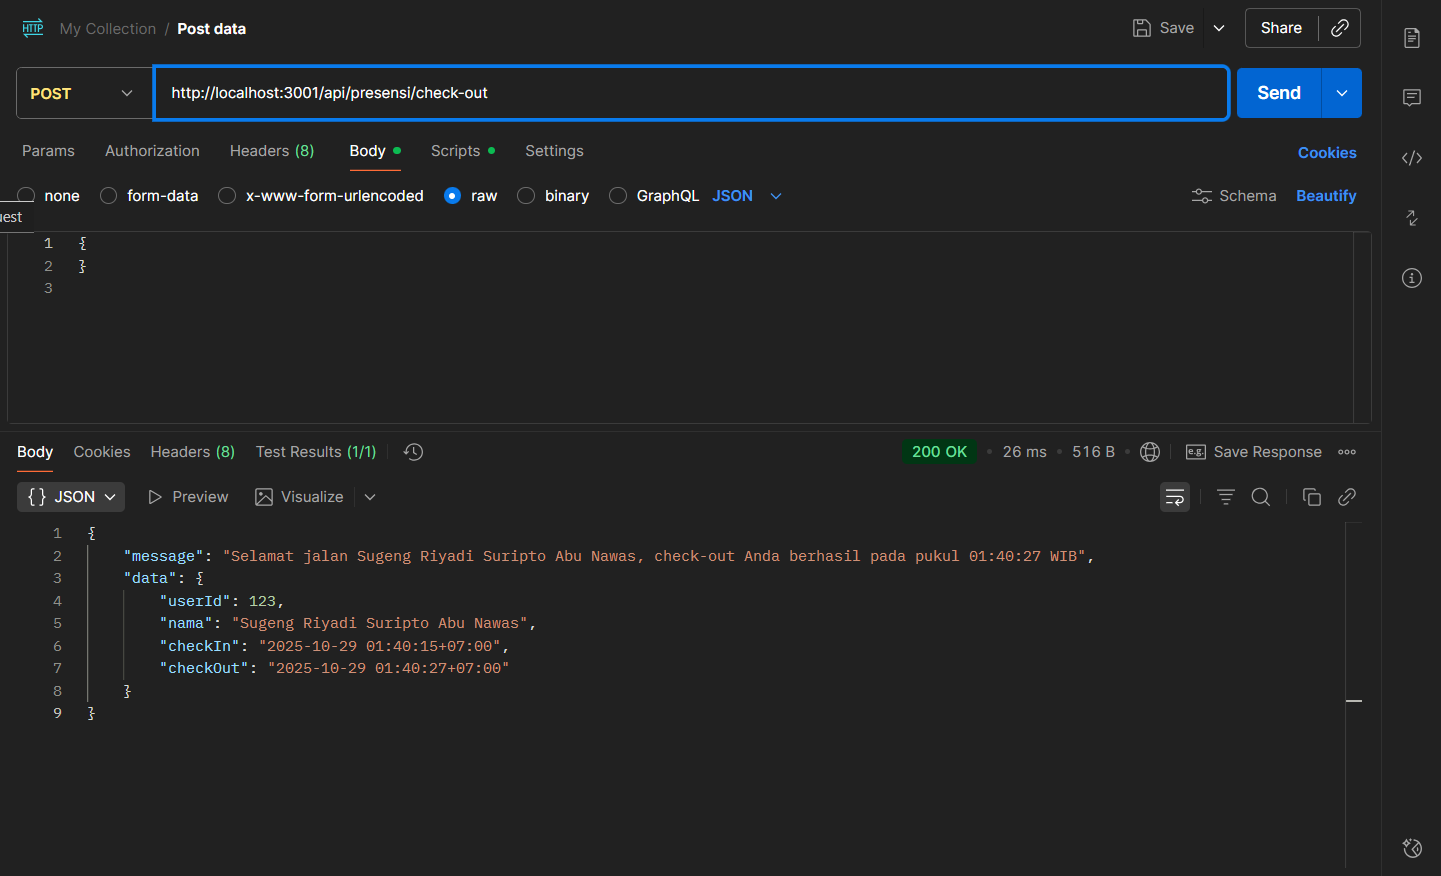 HTTP My Collection / Post data Save Share
POST http://localhost:3001/api/presensi/check-out Send
Params Authorization Headers (8) Body Scripts Settings Cookies
none form-data x-www-form-urlencoded raw binary GraphQL JSON Schema Beautify
uest
1 {
2 }
3
Body Cookies Headers (8) Test Results (1/1) 200 OK • 26 ms • 516 B • e.g. Save Response
{} JSON Preview Visualize
1 {
2 "message": "Selamat jalan Sugeng Riyadi Suripto Abu Nawas, check-out Anda berhasil pada pukul 01:40:27 WIB",
3 "data": {
4 "userId": 123,
5 "nama": "Sugeng Riyadi Suripto Abu Nawas",
6 "checkIn": "2025-10-29 01:40:15+07:00",
7 "checkOut": "2025-10-29 01:40:27+07:00"
8 }
9 }